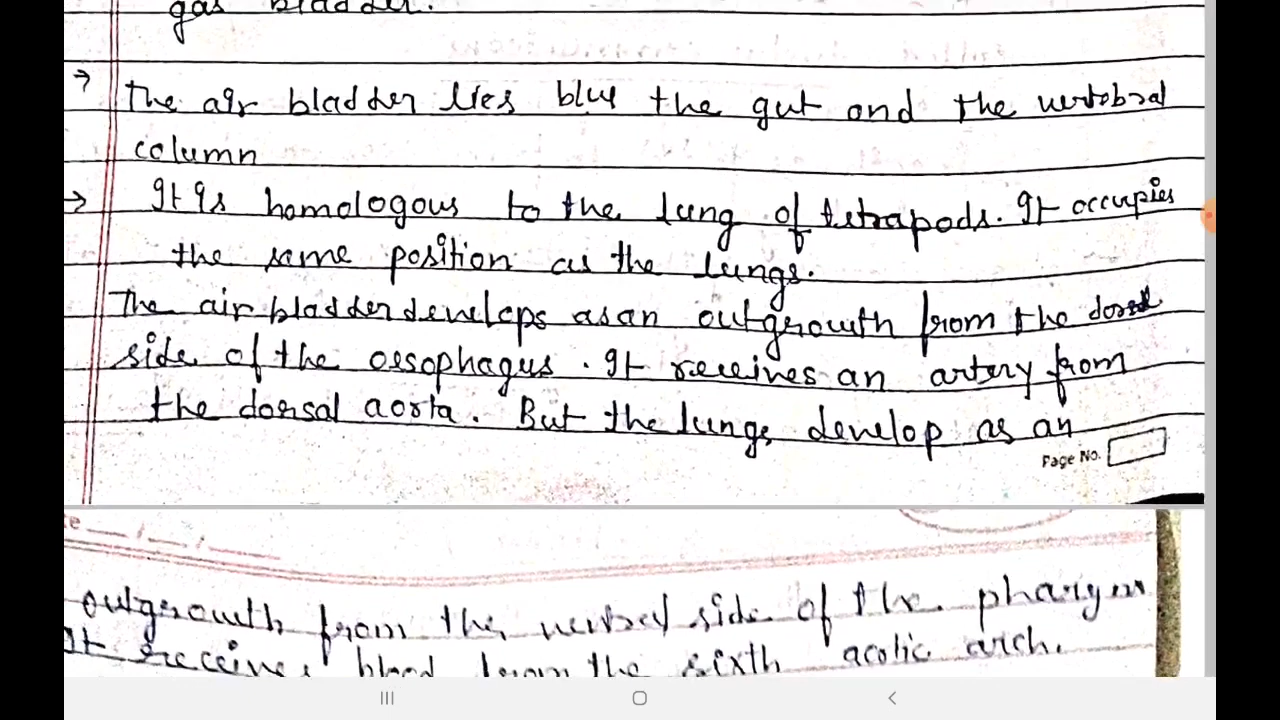 gas bladder.
→ The air bladder lies b/w the gut and the vertebral
column
→ It is homologous to the lung of tetrapods. It occupies
the same position as the lungs.
The air bladder develops as an outgrowth from the dorsal
side of the oesophagus. It receives an artery from
the dorsal aorta. But the lungs develop as an
Page No.
outgrowth from the ventral side of the pharynx
It receives blood from the sixth aortic arch.